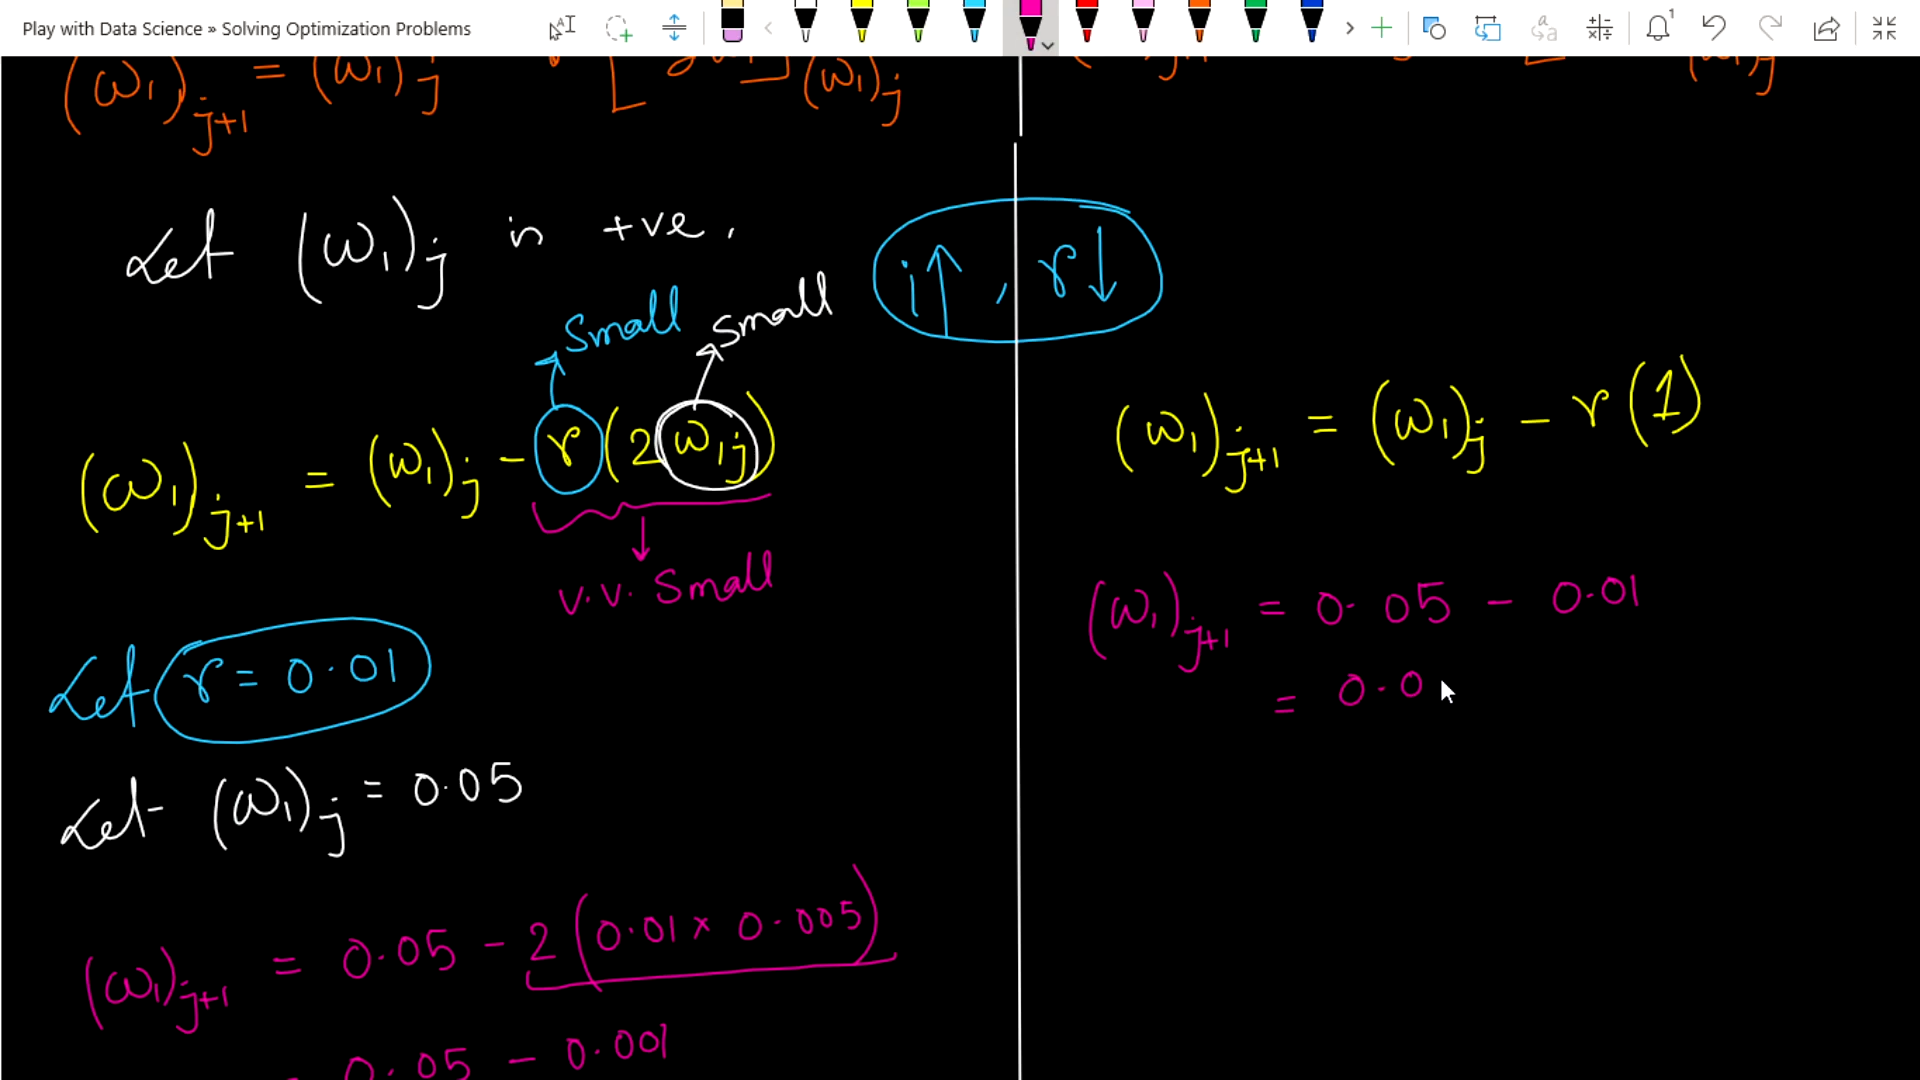 Play with Data Science » Solving Optimization Problems
(ω₁)ⱼ₊₁ = (ω₁)ⱼ
(ω₁)ⱼ
Let (ω₁)ⱼ is +ve.
i↑, r↓
Small
Small
(ω₁)ⱼ₊₁ = (ω₁)ⱼ - r(2ω₁ⱼ)
v.v. Small
Let r = 0.01
Let (ω₁)ⱼ = 0.05
(ω₁)ⱼ₊₁ = 0.05 - 2(0.01 × 0.005)
0.05 - 0.001
(ω₁)ⱼ₊₁ = (ω₁)ⱼ - r(1)
(ω₁)ⱼ₊₁ = 0.05 - 0.01
= 0.0